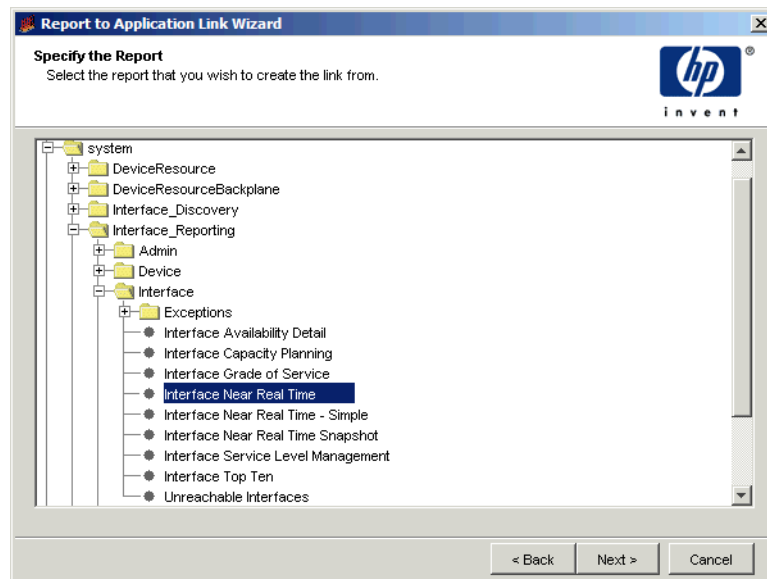 Report to Application Link Wizard
Specify the Report
Select the report that you wish to create the link from.
hp
®
invent
system
DeviceResource
DeviceResourceBackplane
Interface_Discovery
Interface_Reporting
Admin
Device
Interface
Exceptions
Interface Availability Detail
Interface Capacity Planning
Interface Grade of Service
Interface Near Real Time
Interface Near Real Time - Simple
Interface Near Real Time Snapshot
Interface Service Level Management
Interface Top Ten
Unreachable Interfaces
< Back Next > Cancel